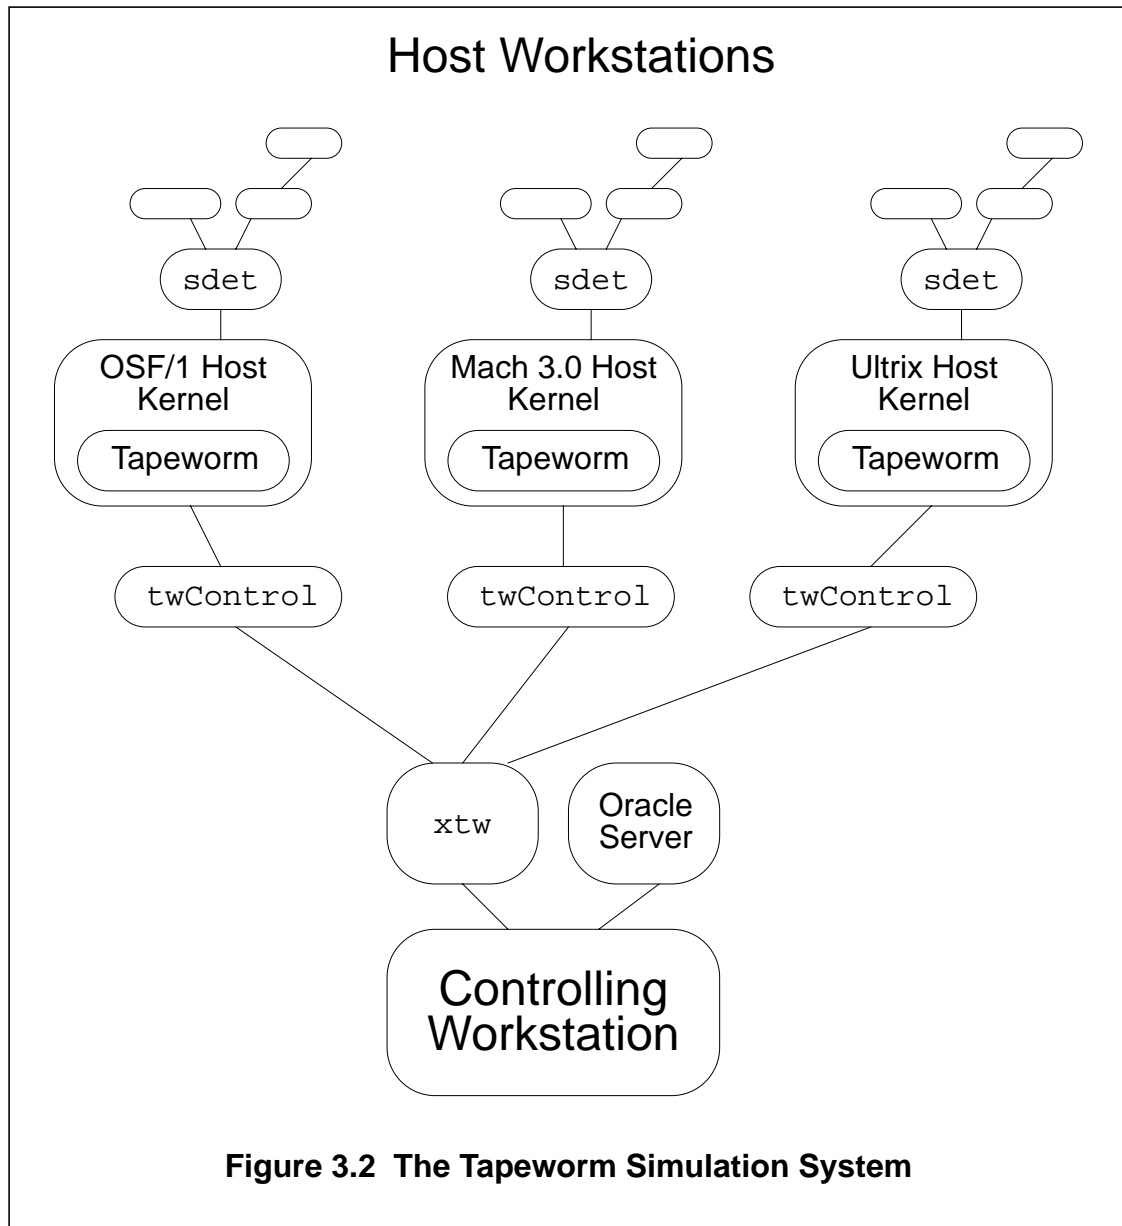 Host Workstations
sdet
sdet
sdet
OSF/1 Host
Kernel
Tapeworm
Mach 3.0 Host
Kernel
Tapeworm
Ultrix Host
Kernel
Tapeworm
twControl
twControl
twControl
xtw
Oracle
Server
Controlling
Workstation
Figure 3.2 The Tapeworm Simulation System